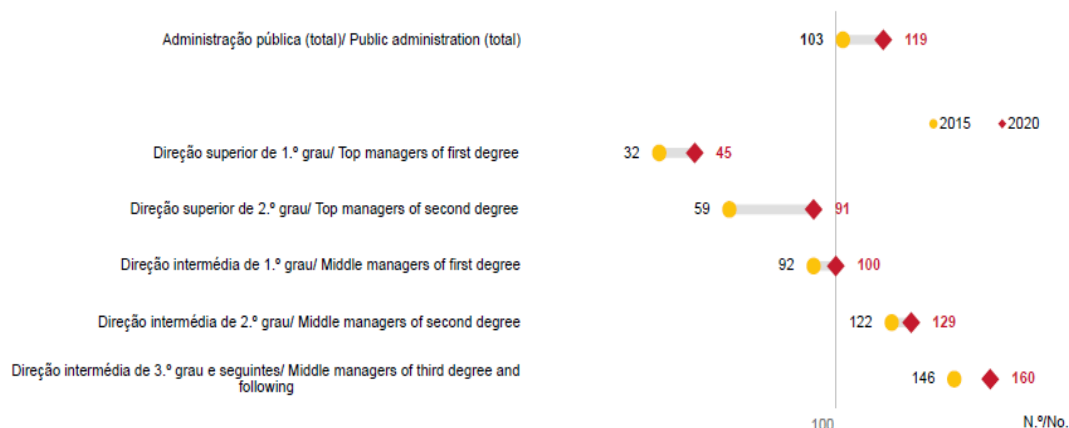 Administração pública (total)/ Public administration (total) 103 119
2015 2020
Direção superior de 1.º grau/ Top managers of first degree 32 45
Direção superior de 2.º grau/ Top managers of second degree 59 91
Direção intermédia de 1.º grau/ Middle managers of first degree 92 100
Direção intermédia de 2.º grau/ Middle managers of second degree 122 129
Direção intermédia de 3.º grau e seguintes/ Middle managers of third degree and
following 146 160
100 N.º/No.